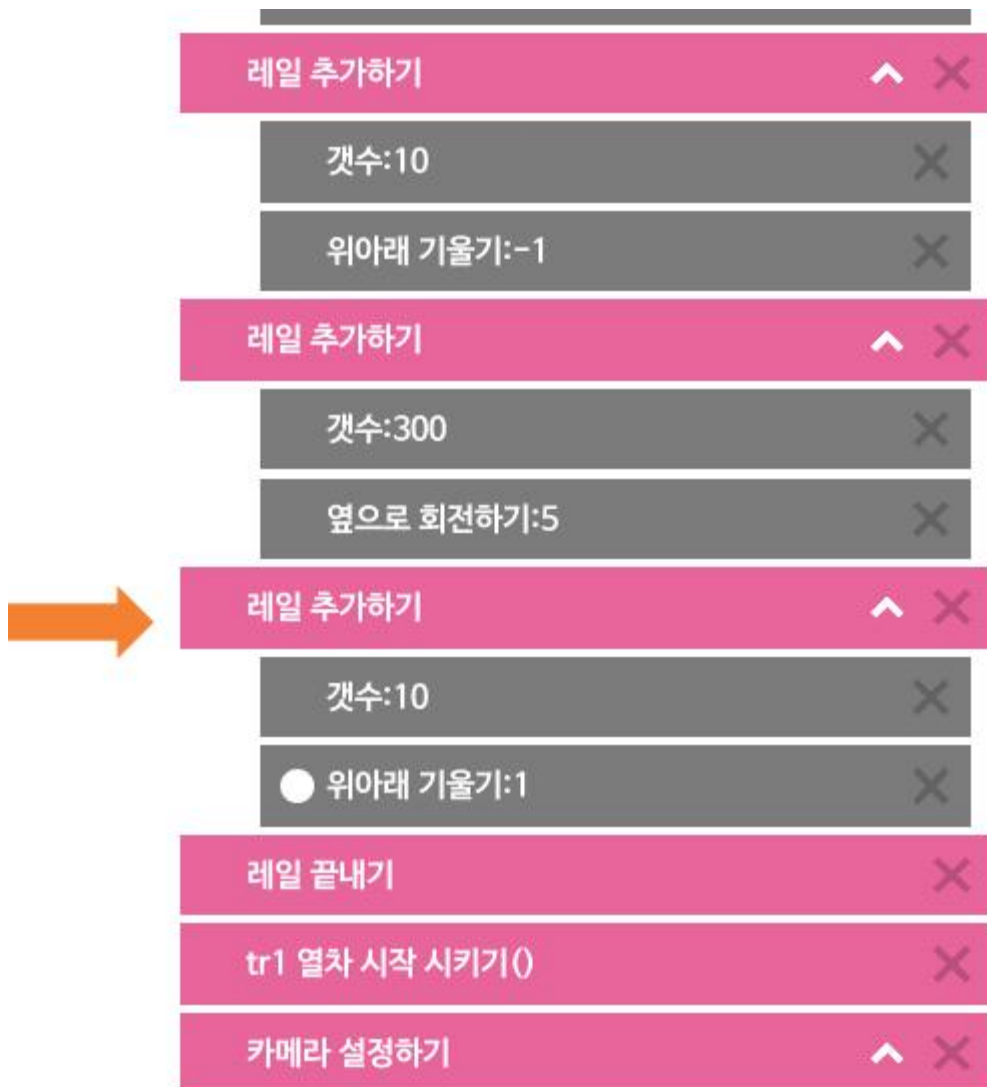 레일 추가하기
갯수:10
위아래 기울기:-1
레일 추가하기
갯수:300
옆으로 회전하기:5
레일 추가하기
갯수:10
위아래 기울기:1
레일 끝내기
tr1 열차 시작 시키기()
카메라 설정하기